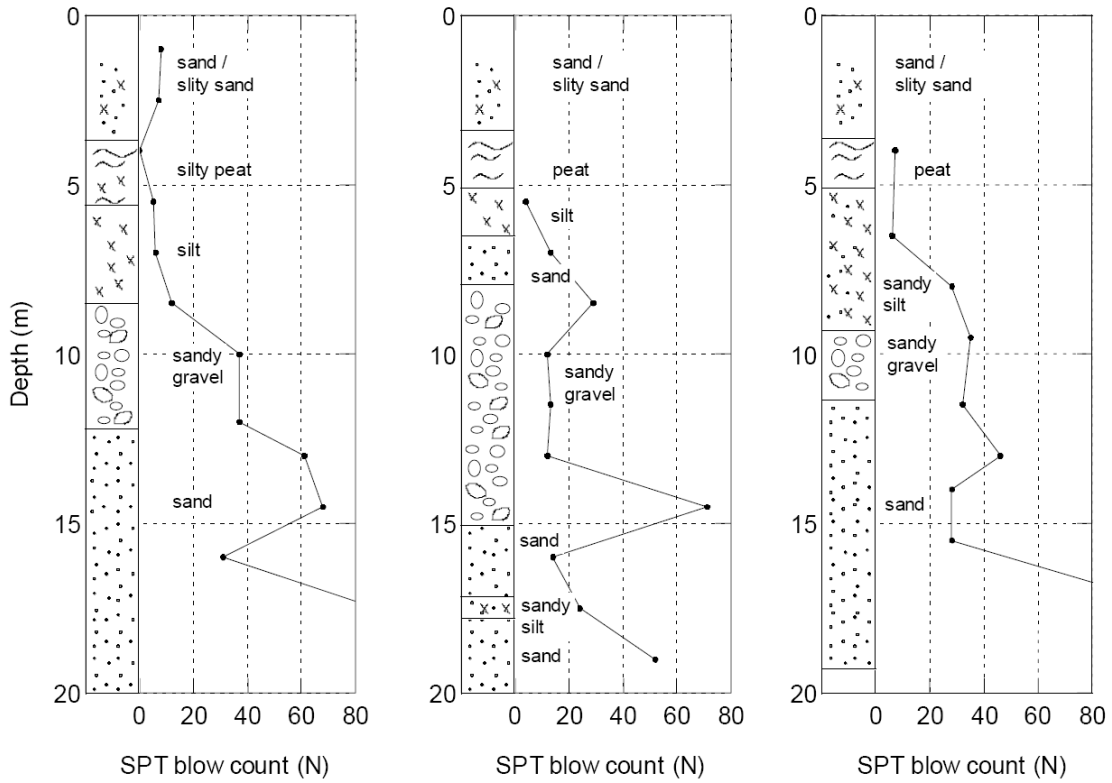 0
5
10
15
20
Depth (m)
sand /
slity sand
silty peat
silt
sandy
gravel
sand
0 20 40 60 80
SPT blow count (N)
0
5
10
15
20
sand /
slity sand
peat
silt
sand
sandy
gravel
sand
sandy
silt
sand
0 20 40 60 80
SPT blow count (N)
0
5
10
15
20
sand /
slity sand
peat
sandy
silt
sandy
gravel
sand
0 20 40 60 80
SPT blow count (N)